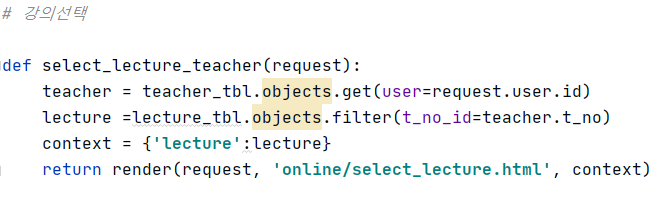 # 강의선택
def select_lecture_teacher(request):
    teacher = teacher_tbl.objects.get(user=request.user.id)
    lecture =lecture_tbl.objects.filter(t_no_id=teacher.t_no)
    context = {'lecture':lecture}
    return render(request, 'online/select_lecture.html', context)